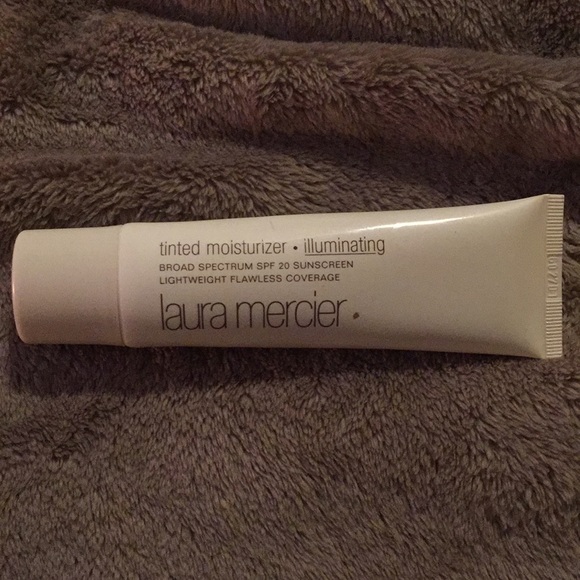 tinted moisturizer • illuminating
BROAD SPECTRUM SPF 20 SUNSCREEN
LIGHTWEIGHT FLAWLESS COVERAGE
laura mercier